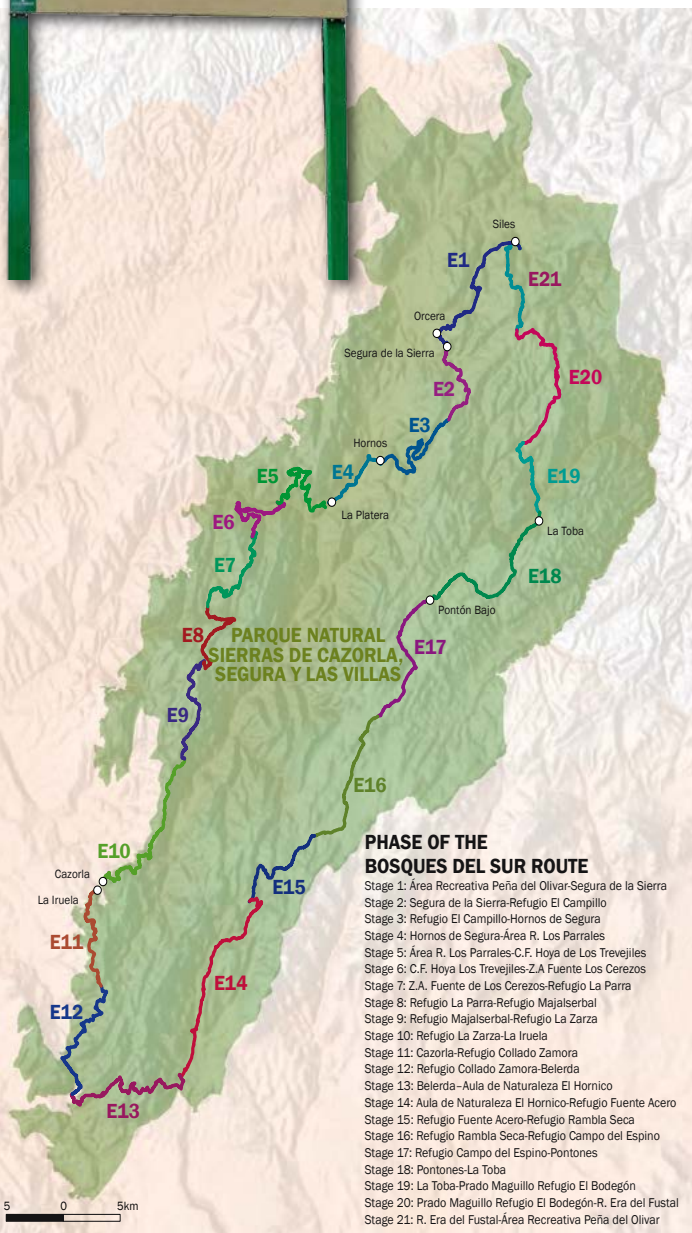 Siles
E1
E21
Orcera
Segura de la Sierra
E2
E20
E3
Hornos
E5
E4
E19
La Platera
E6
La Toba
E7
E18
Pontón Bajo
E8
PARQUE NATURAL
SIERRAS DE CAZORLA,
SEGURA Y LAS VILLAS
E17
E9
E16
E10
Cazorla
La Iruela
E15
E11
E14
E12
E13
5 0 5km
PHASE OF THE
BOSQUES DEL SUR ROUTE
Stage 1: Área Recreativa Peña del Olivar-Segura de la Sierra
Stage 2: Segura de la Sierra-Refugio El Campillo
Stage 3: Refugio El Campillo-Hornos de Segura
Stage 4: Hornos de Segura-Área R. Los Parrales
Stage 5: Área R. Los Parrales-C.F. Hoya de Los Trevejiles
Stage 6: C.F. Hoya Los Trevejiles-Z.A Fuente Los Cerezos
Stage 7: Z.A. Fuente de Los Cerezos-Refugio La Parra
Stage 8: Refugio La Parra-Refugio Majalserbal
Stage 9: Refugio Majalserbal-Refugio La Zarza
Stage 10: Refugio La Zarza-La Iruela
Stage 11: Cazorla-Refugio Collado Zamora
Stage 12: Refugio Collado Zamora-Belerda
Stage 13: Belerda–Aula de Naturaleza El Hornico
Stage 14: Aula de Naturaleza El Hornico-Refugio Fuente Acero
Stage 15: Refugio Fuente Acero-Refugio Rambla Seca
Stage 16: Refugio Rambla Seca-Refugio Campo del Espino
Stage 17: Refugio Campo del Espino-Pontones
Stage 18: Pontones-La Toba
Stage 19: La Toba-Prado Maguillo Refugio El Bodegón
Stage 20: Prado Maguillo Refugio El Bodegón-R. Era del Fustal
Stage 21: R. Era del Fustal-Área Recreativa Peña del Olivar